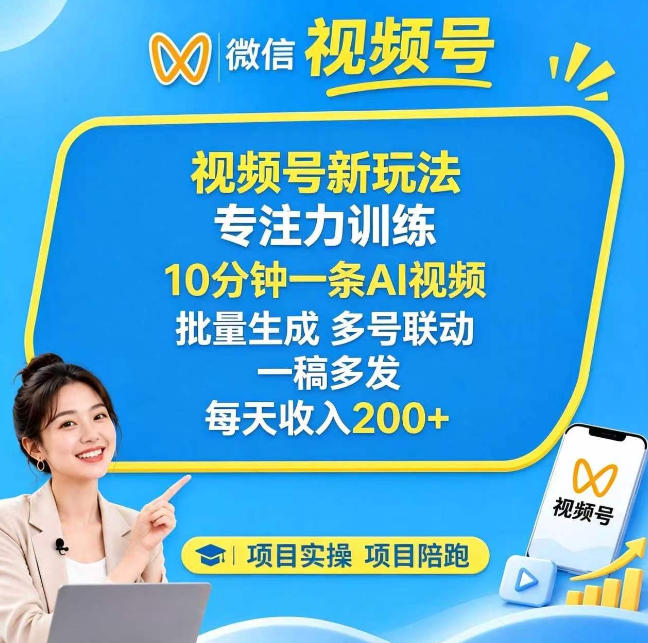 微信 视频号
视频号新玩法
专注力训练
10分钟一条AI视频
批量生成 多号联动
一稿多发
每天收入200+
视频号
项目实操 项目陪跑